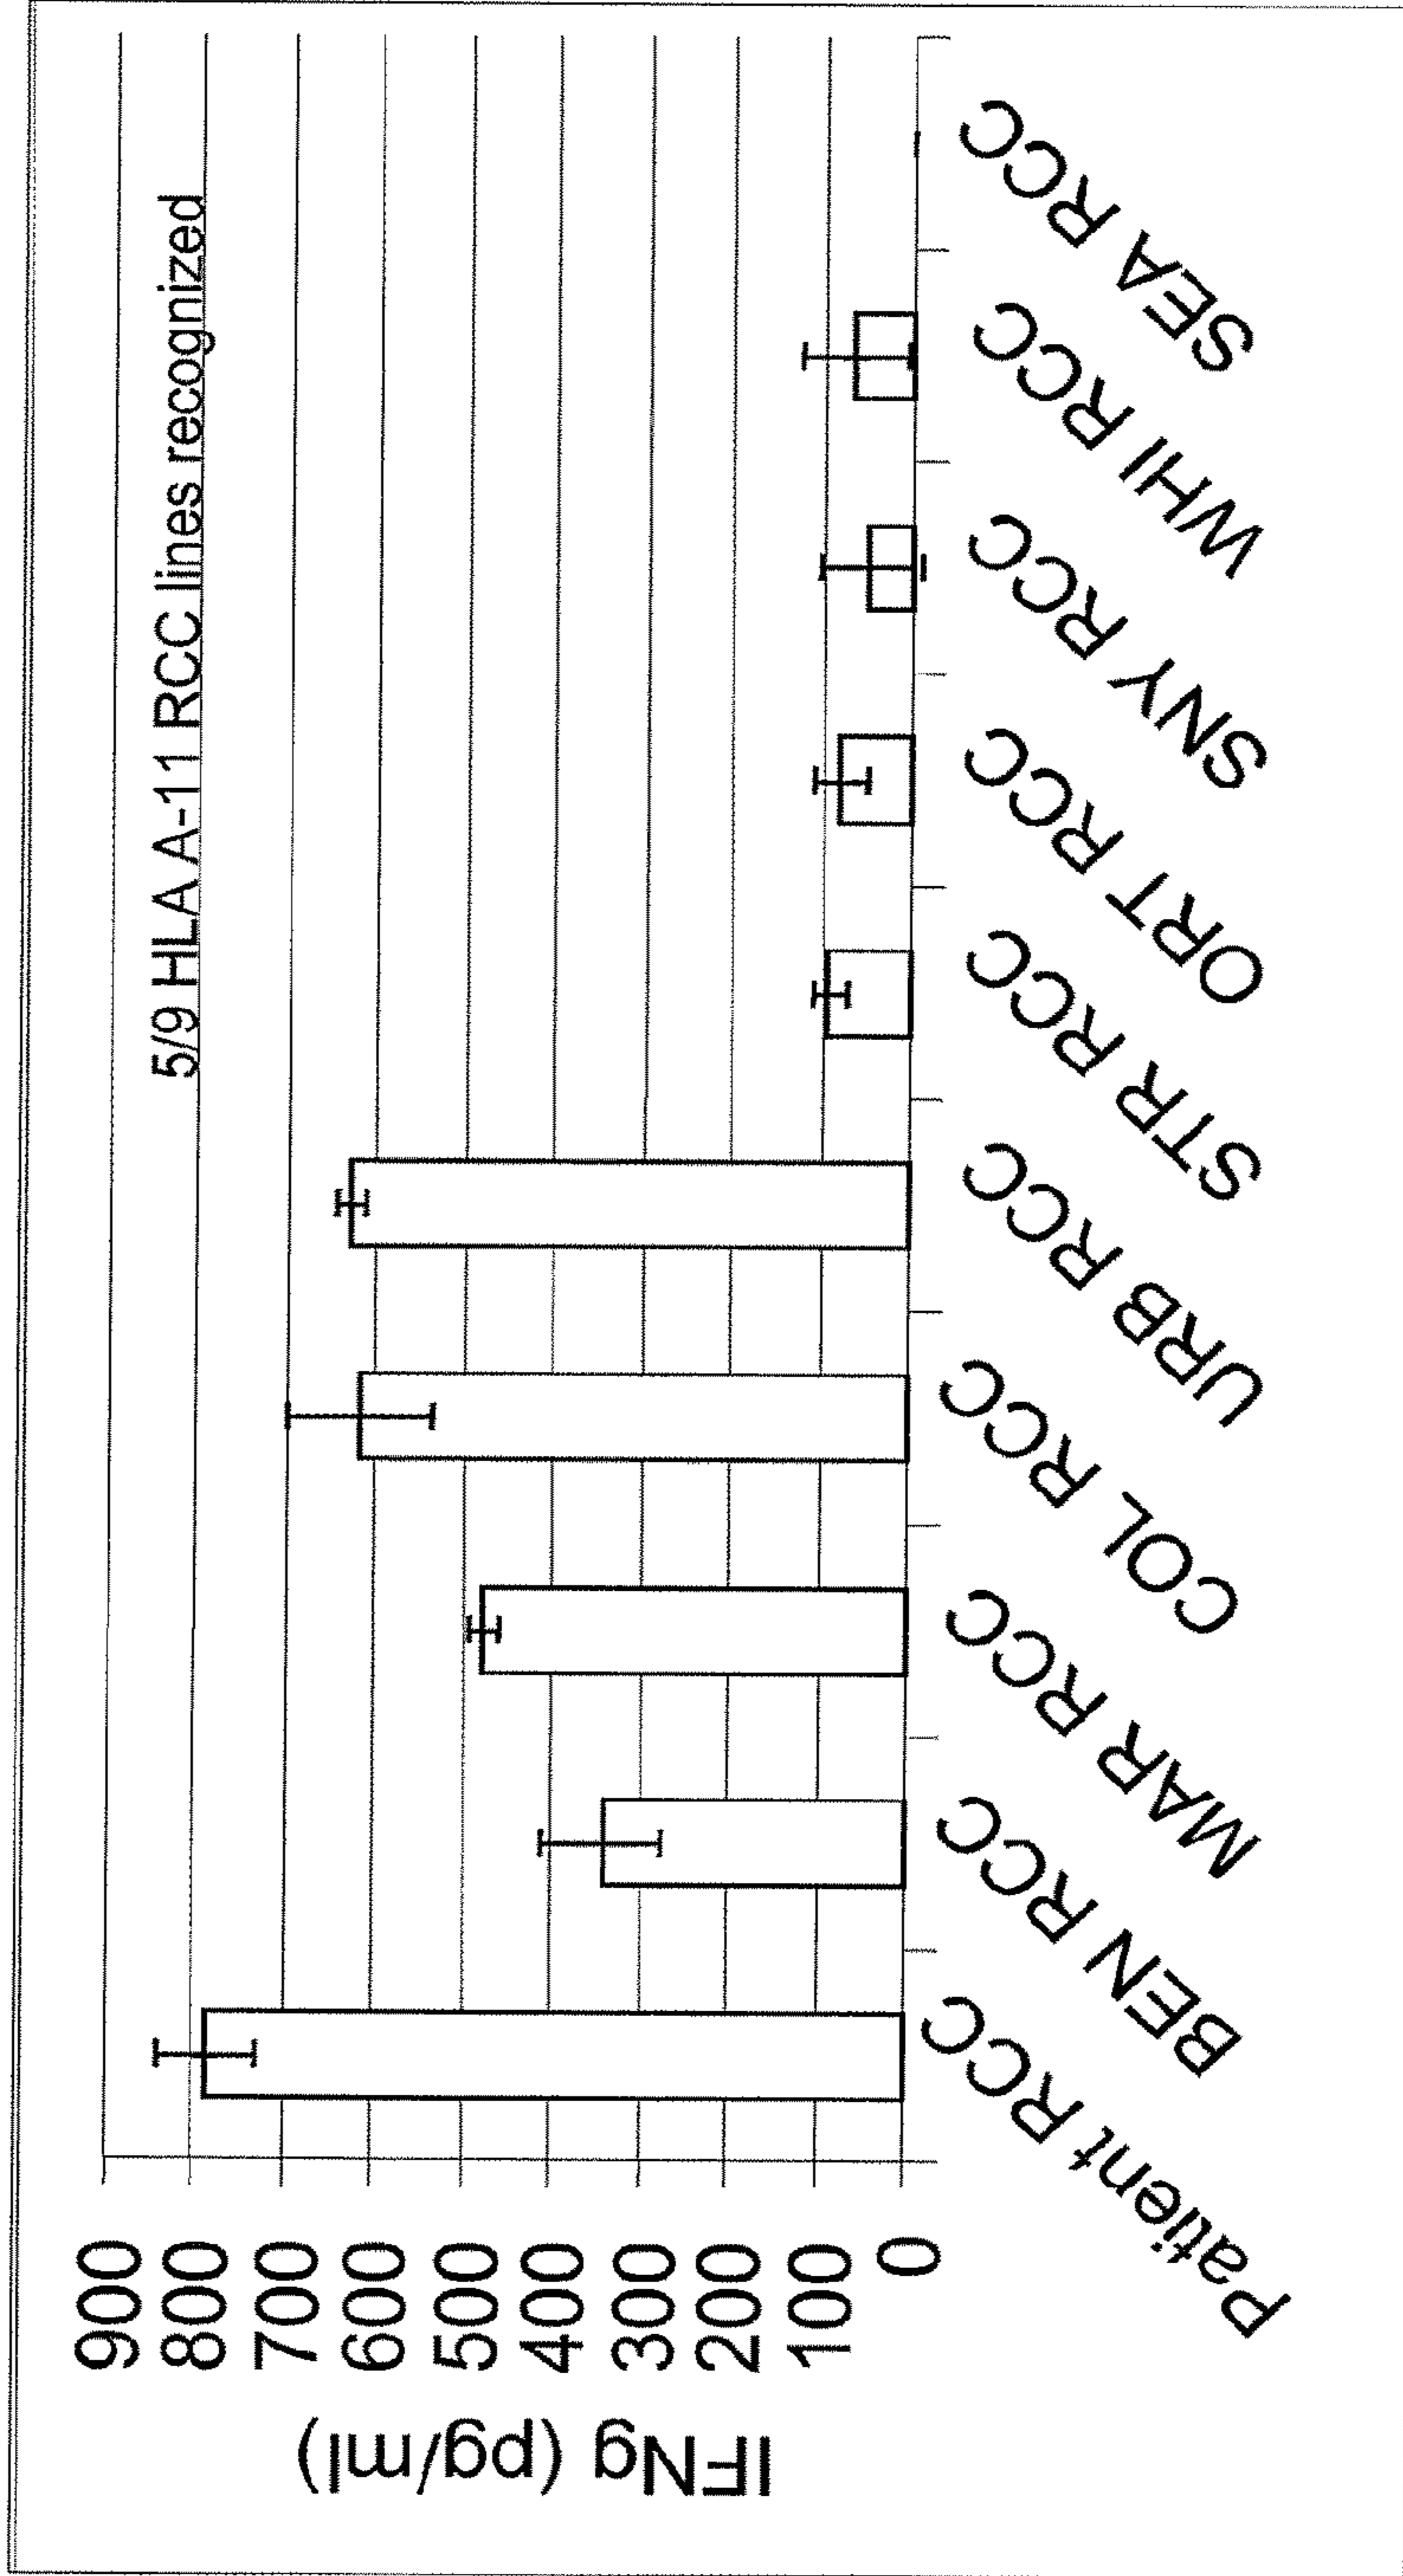 5/9 HLA A-11 RCC lines recognized
IFNg (pg/ml)
900
800
700
600
500
400
300
200
100
0
Patient RCC
BEN RCC
MAR RCC
COL RCC
URB RCC
STR RCC
ORT RCC
SNY RCC
WHI RCC
SEA RCC